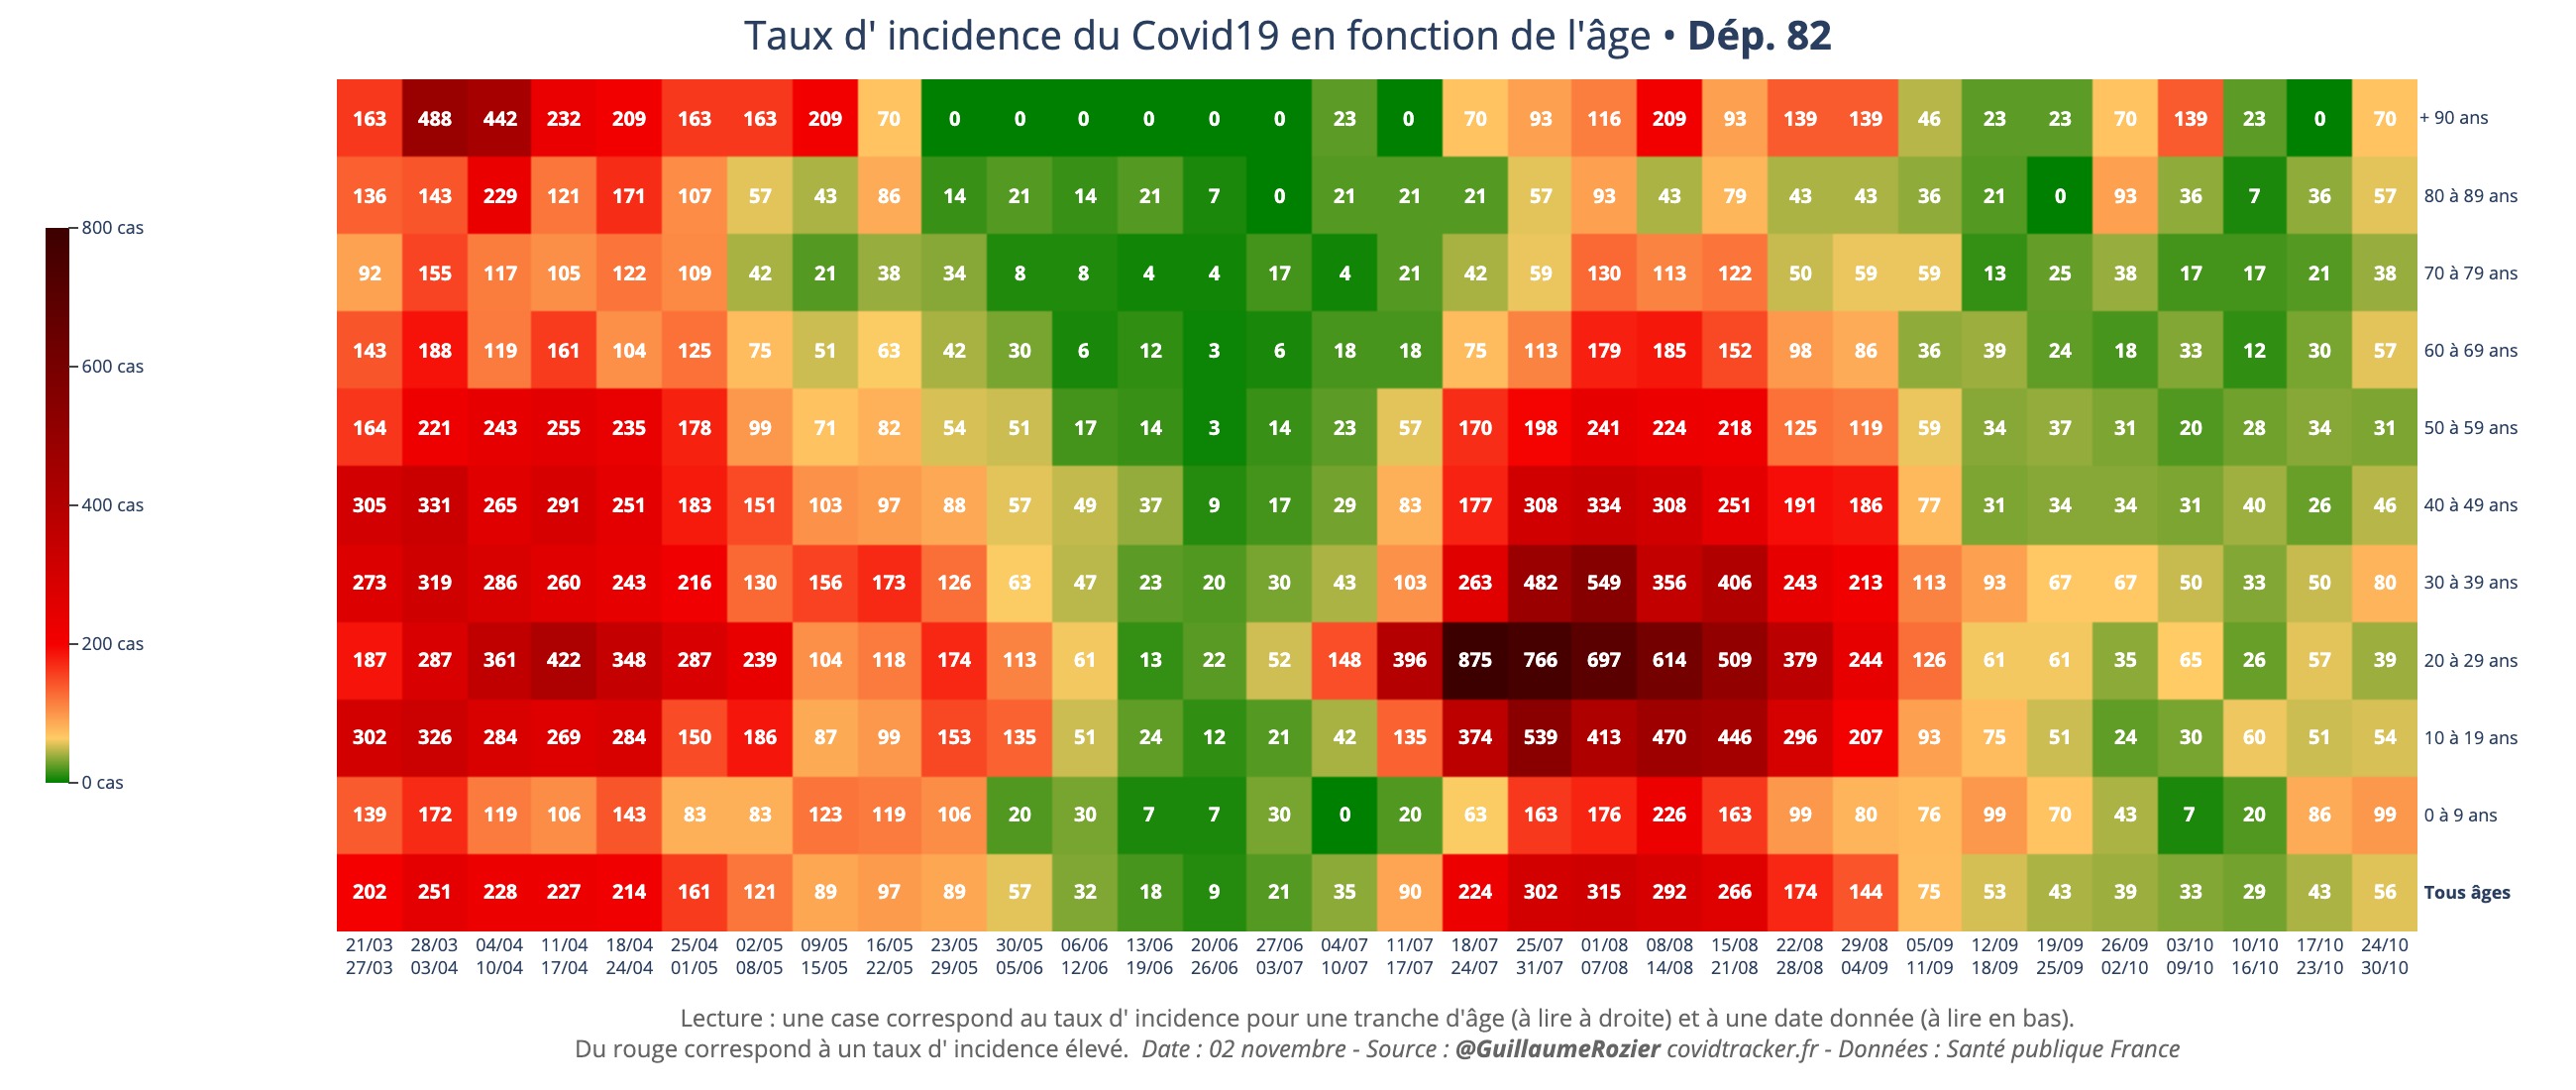 Taux d' incidence du Covid19 en fonction de l'âge • Dép. 82
800 cas
600 cas
400 cas
200 cas
0 cas
163 488 442 232 209 163 163 209 70 0 0 0 0 0 0 23 0 70 93 116 209 93 139 139 46 23 23 70 139 23 0 70 + 90 ans
136 143 229 121 171 107 57 43 86 14 21 14 21 7 0 21 21 21 57 93 43 79 43 43 36 21 0 93 36 7 36 57 80 à 89 ans
92 155 117 105 122 109 42 21 38 34 8 8 4 4 17 4 21 42 59 130 113 122 50 59 59 13 25 38 17 17 21 38 70 à 79 ans
143 188 119 161 104 125 75 51 63 42 30 6 12 3 6 18 18 75 113 179 185 152 98 86 36 39 24 18 33 12 30 57 60 à 69 ans
164 221 243 255 235 178 99 71 82 54 51 17 14 3 14 23 57 170 198 241 224 218 125 119 59 34 37 31 20 28 34 31 50 à 59 ans
305 331 265 291 251 183 151 103 97 88 57 49 37 9 17 29 83 177 308 334 308 251 191 186 77 31 34 34 31 40 26 46 40 à 49 ans
273 319 286 260 243 216 130 156 173 126 63 47 23 20 30 43 103 263 482 549 356 406 243 213 113 93 67 67 50 33 50 80 30 à 39 ans
187 287 361 422 348 287 239 104 118 174 113 61 13 22 52 148 396 875 766 697 614 509 379 244 126 61 61 35 65 26 57 39 20 à 29 ans
302 326 284 269 284 150 186 87 99 153 135 51 24 12 21 42 135 374 539 413 470 446 296 207 93 75 51 24 30 60 51 54 10 à 19 ans
139 172 119 106 143 83 83 123 119 106 20 30 7 7 30 0 20 63 163 176 226 163 99 80 76 99 70 43 7 20 86 99 0 à 9 ans
202 251 228 227 214 161 121 89 97 89 57 32 18 9 21 35 90 224 302 315 292 266 174 144 75 53 43 39 33 29 43 56 Tous âges
21/03 28/03 04/04 11/04 18/04 25/04 02/05 09/05 16/05 23/05 30/05 06/06 13/06 20/06 27/06 04/07 11/07 18/07 25/07 01/08 08/08 15/08 22/08 29/08 05/09 12/09 19/09 26/09 03/10 10/10 17/10 24/10
27/03 03/04 10/04 17/04 24/04 01/05 08/05 15/05 22/05 29/05 05/06 12/06 19/06 26/06 03/07 10/07 17/07 24/07 31/07 07/08 14/08 21/08 28/08 04/09 11/09 18/09 25/09 02/10 09/10 16/10 23/10 30/10
Lecture : une case correspond au taux d' incidence pour une tranche d'âge (à lire à droite) et à une date donnée (à lire en bas).
Du rouge correspond à un taux d' incidence élevé. Date : 02 novembre - Source : @GuillaumeRozier covidtracker.fr - Données : Santé publique France